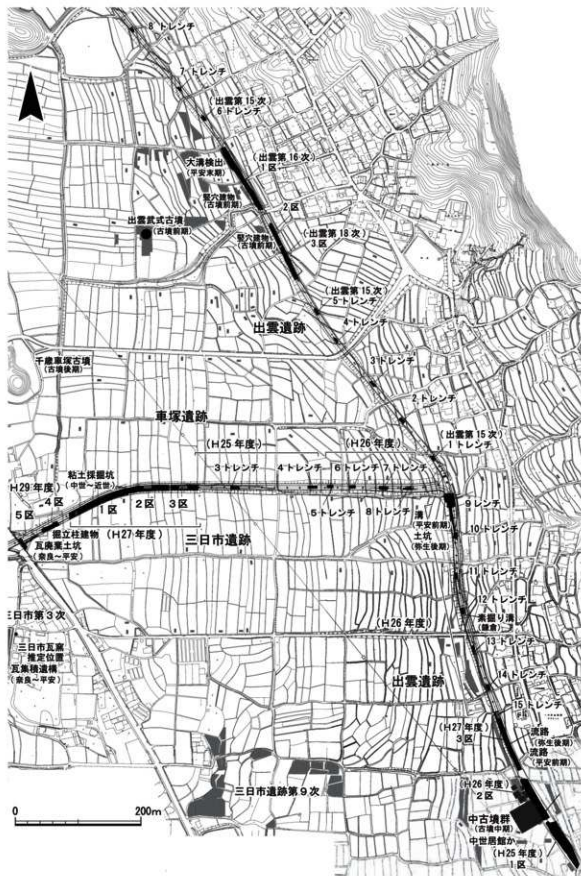 8 トレンチ
7 トレンチ
(出雲第15次)
6 トレンチ
大溝検出
(平安末期)
(出雲第16次)
1 区
竪穴建物
(古墳前期)
2 区
出雲武式古墳
(古墳前期)
竪穴建物
(古墳前期)
(出雲第18次)
3 区
(出雲第15次)
5 トレンチ
4 トレンチ
出雲遺跡
3 トレンチ
千歳車塚古墳
(古墳後期)
2 トレンチ
車塚遺跡
(出雲第15次)
1 トレンチ
(H25年度)
(H26年度)
粘土採掘坑
(中世～近世)
3 トレンチ
4 トレンチ
6 トレンチ
7 トレンチ
(H29年度)
4 区
5 区
1 区
2 区
3 区
5 トレンチ
8 トレンチ
9 トレンチ
溝
(平安前期)
土坑
(弥生後期)
10 トレンチ
掘立柱建物
瓦廃棄土坑
(奈良～平安)
(H27年度)
三日市遺跡
11 トレンチ
12 トレンチ
素掘り溝
(鎌倉)
三日市第3次
(H26年度)
13 トレンチ
三日市瓦窯
推定位置
瓦集積遺構
(奈良～平安)
出雲遺跡
14 トレンチ
15 トレンチ
(H27年度)
3 区
流路
(弥生後期)
流路
(平安前期)
三日市遺跡第9次
(H26年度)
2 区
0
200m
中古墳群
(古墳中期)
中世居館か
(H25年度)
1 区